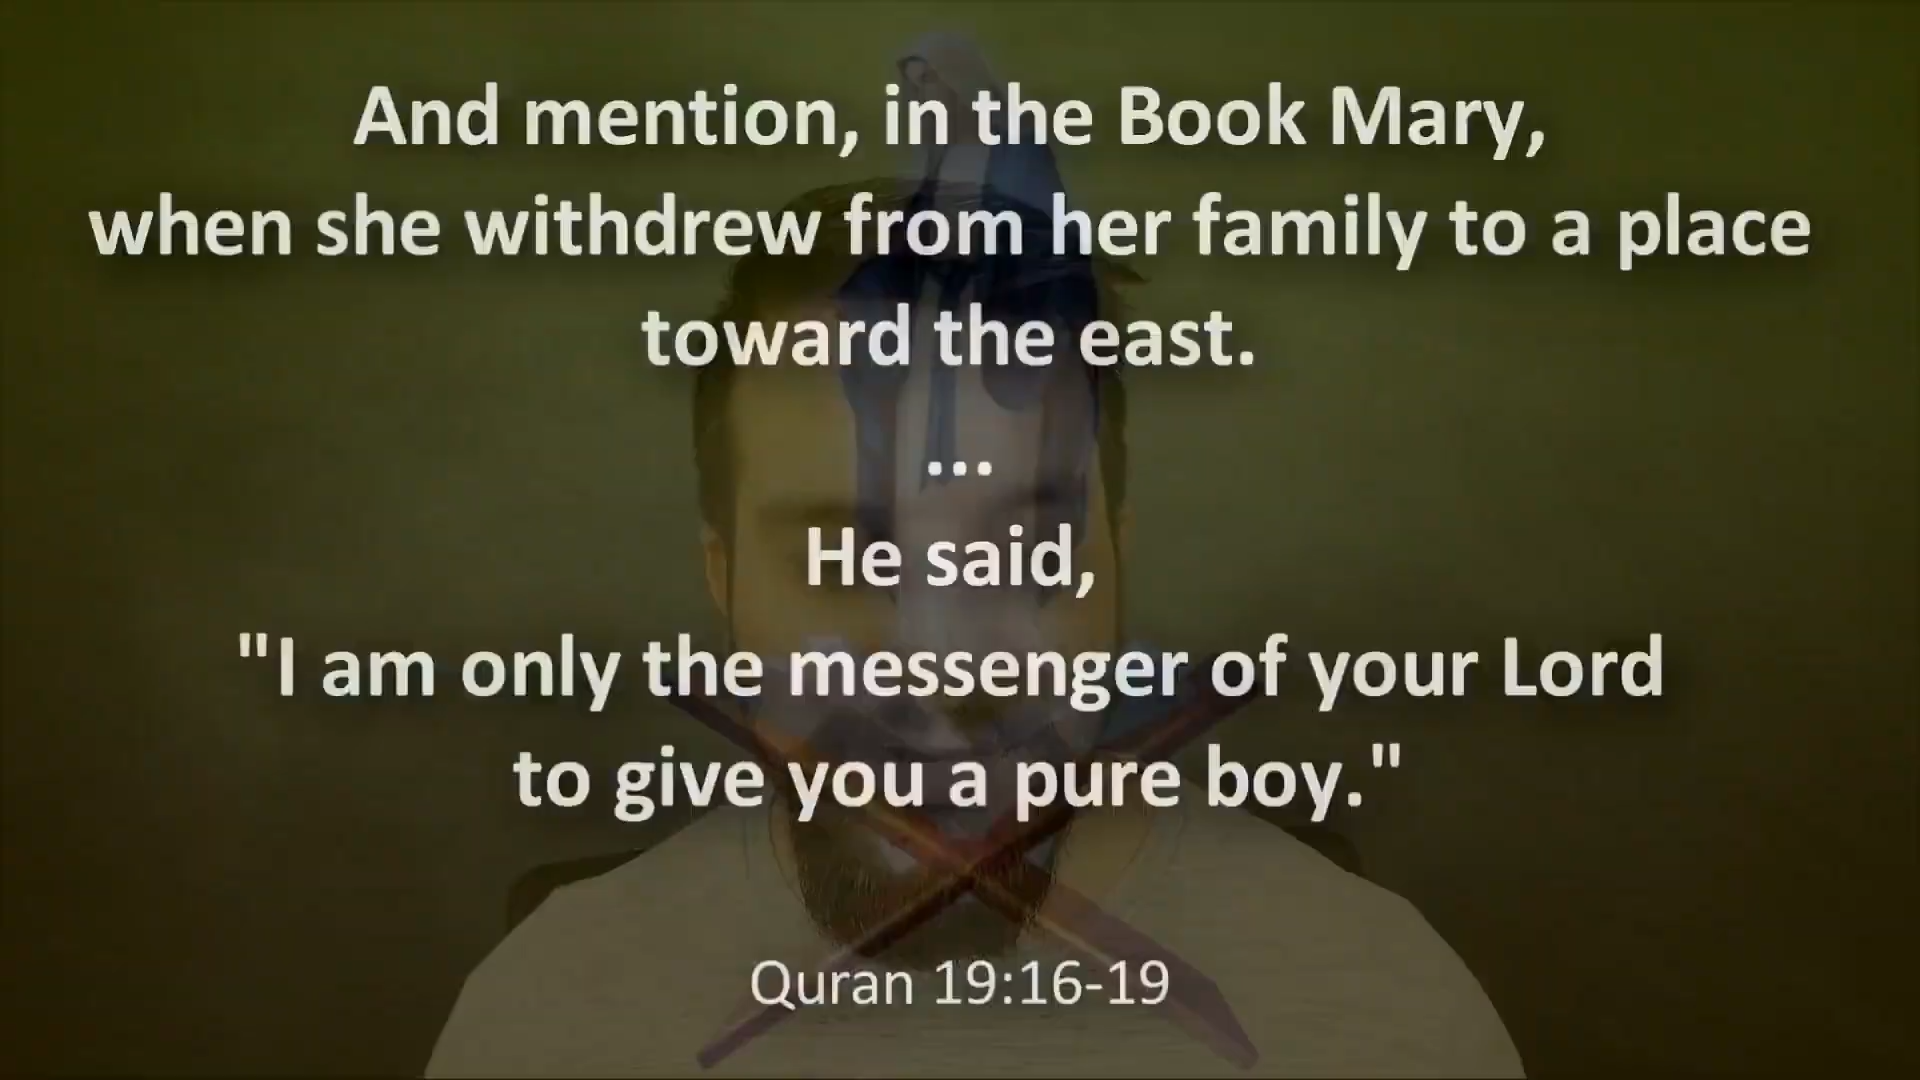 And mention, in the Book Mary,
when she withdrew from her family to a place
toward the east.
...
He said,
"I am only the messenger of your Lord
to give you a pure boy."
Quran 19:16-19